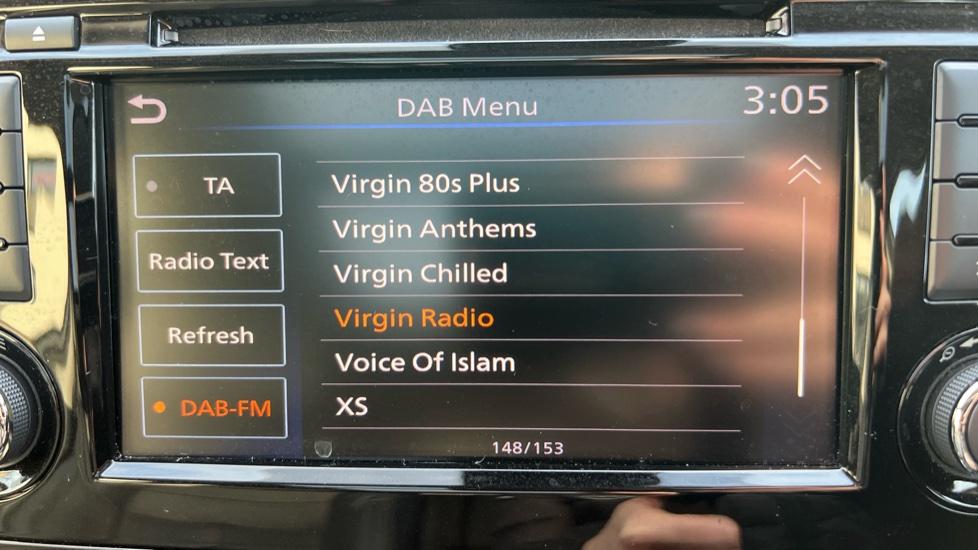 DAB Menu
3:05
TA
Radio Text
Refresh
DAB-FM
Virgin 80s Plus
Virgin Anthems
Virgin Chilled
Virgin Radio
Voice Of Islam
XS
148/153